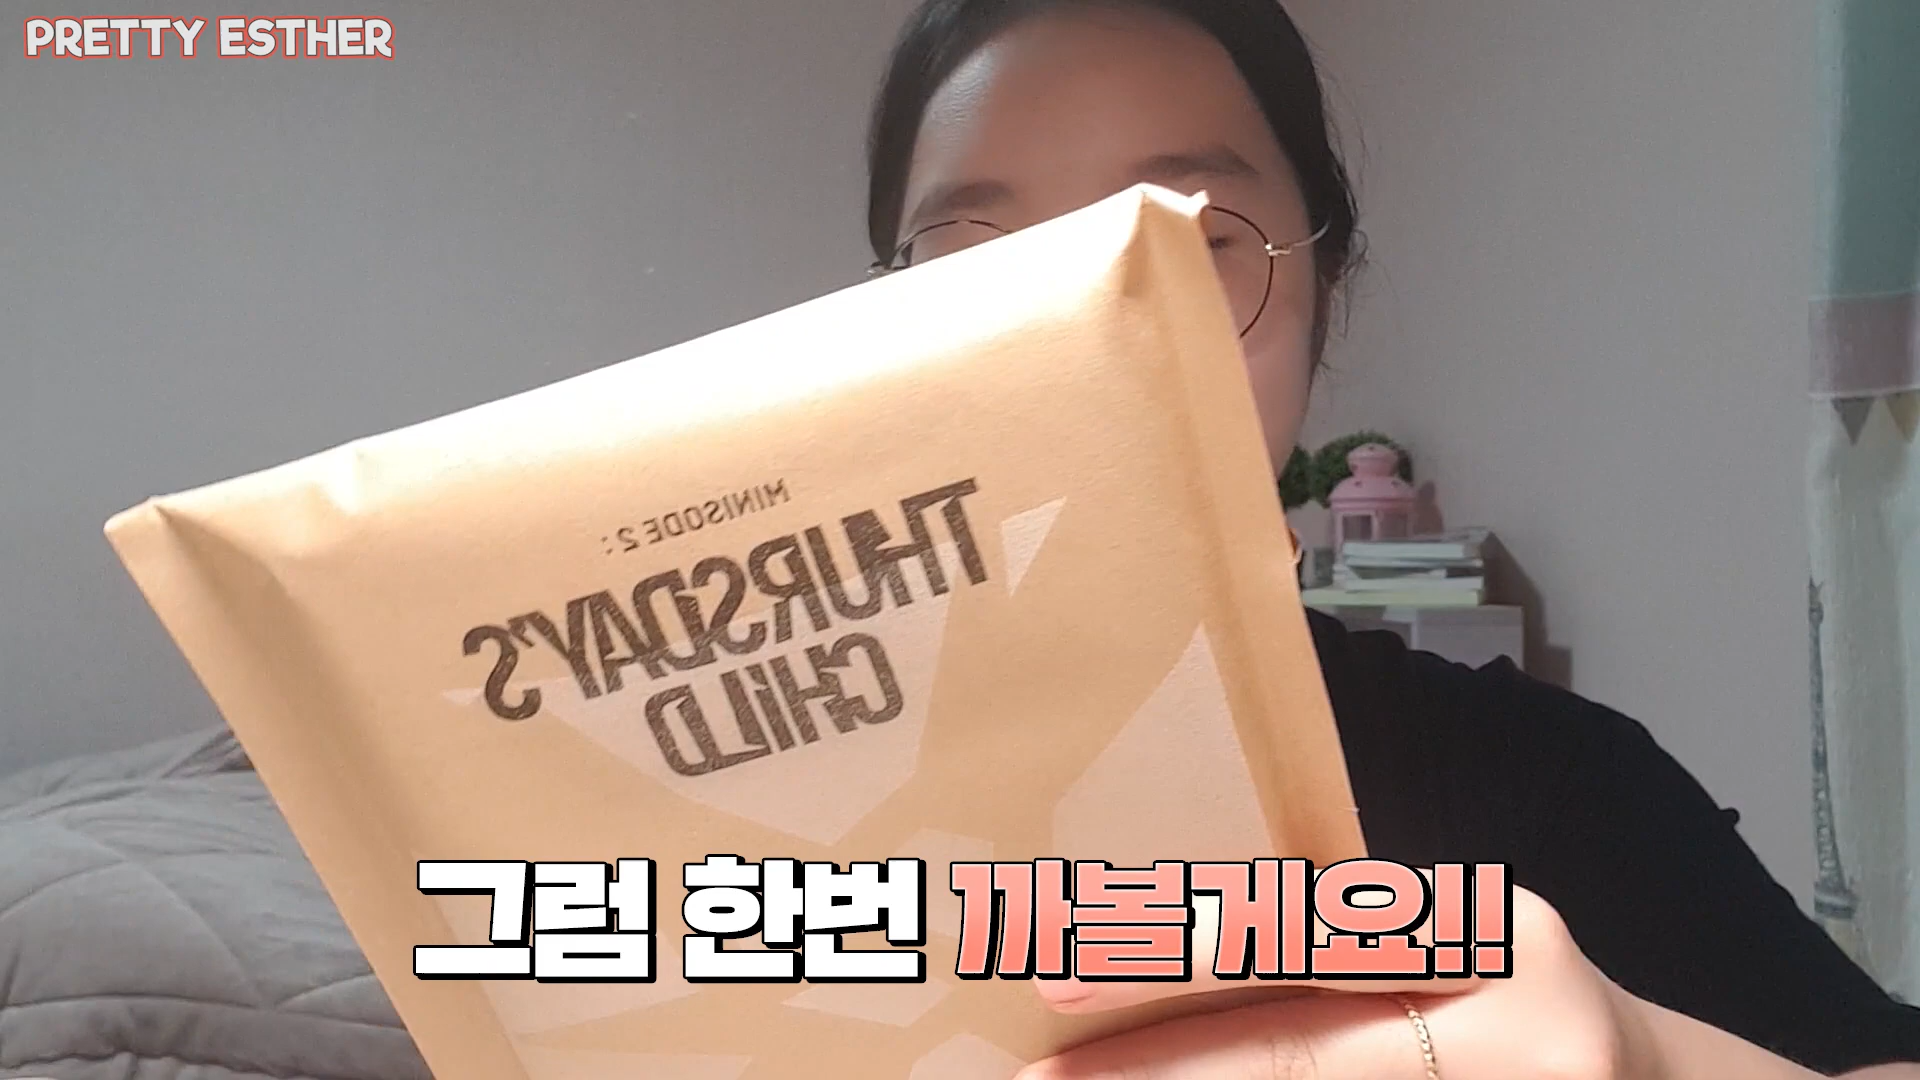 PRETTY ESTHER
MINISODE 2 :
THURSDAY'S
CHiLD
그럼 한번 까볼게요!!